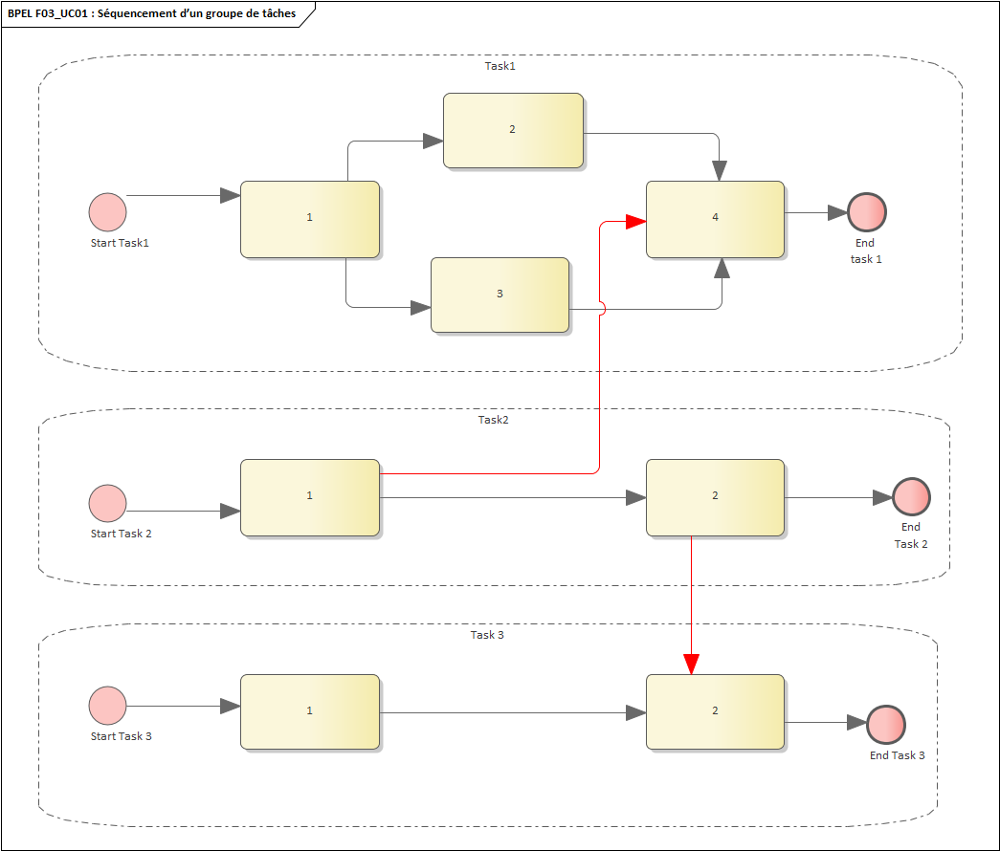 BPEL F03_UC01 : Séquencement d’un groupe de tâches
Task1
2
1
4
Start Task1
End
task 1
3
Task2
1
2
Start Task 2
End
Task 2
Task 3
1
2
Start Task 3
End Task 3